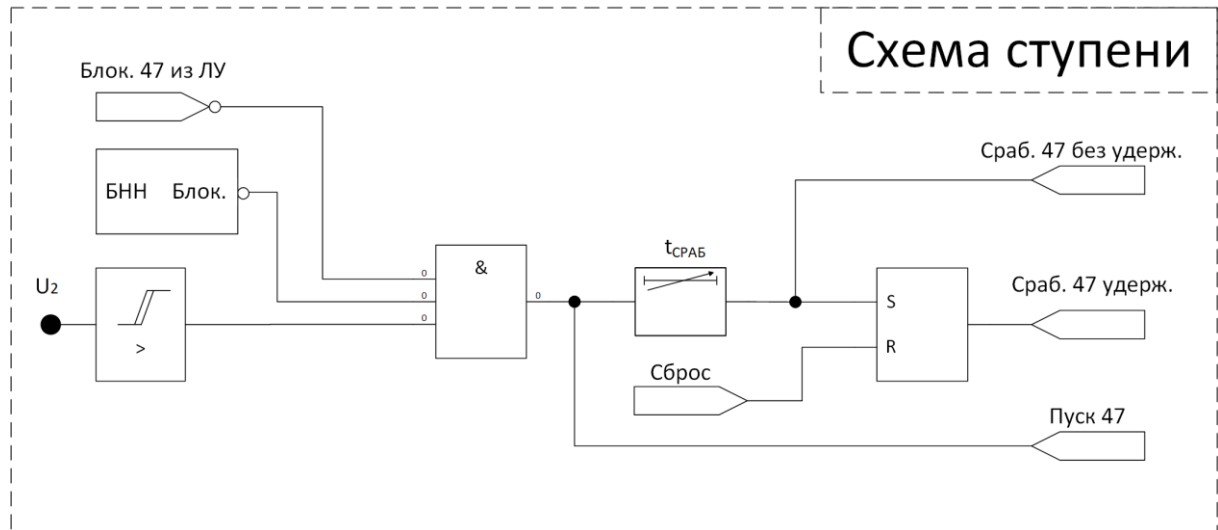 Схема ступени
Блок. 47 из ЛУ
БНН Блок.
U2
>
0
0
0
&
0
tСРАБ
Сброс
S
R
Сраб. 47 без удерж.
Сраб. 47 удерж.
Пуск 47